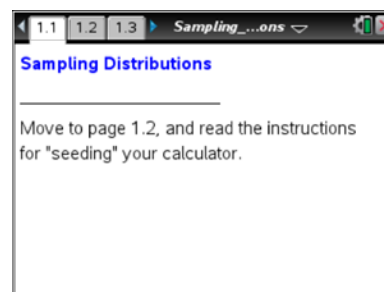 1.1 1.2 1.3 Sampling_...ons
Sampling Distributions
Move to page 1.2, and read the instructions
for "seeding" your calculator.